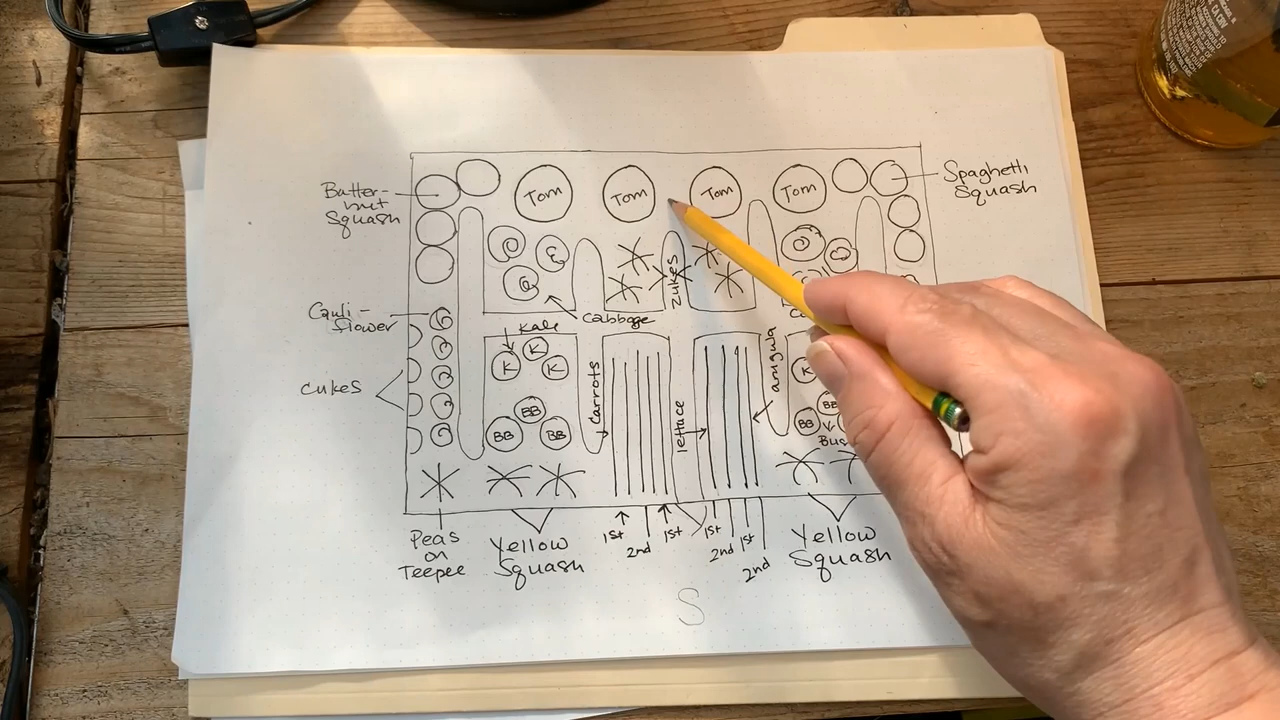 Butter-
nut
Squash
Tom
Tom
Tom
Tom
Spaghetti
Squash
Cauli-
flower
cabbage
zukes
Kale
K
K
K
K
cukes
Carrots
lettace
arugula
BB
BB
BB
BB
BB
Bus
Peas
on
Teepee
Yellow
Squash
1st
2nd
1st
1st
2nd
1st
2nd
Yellow
Squash
S